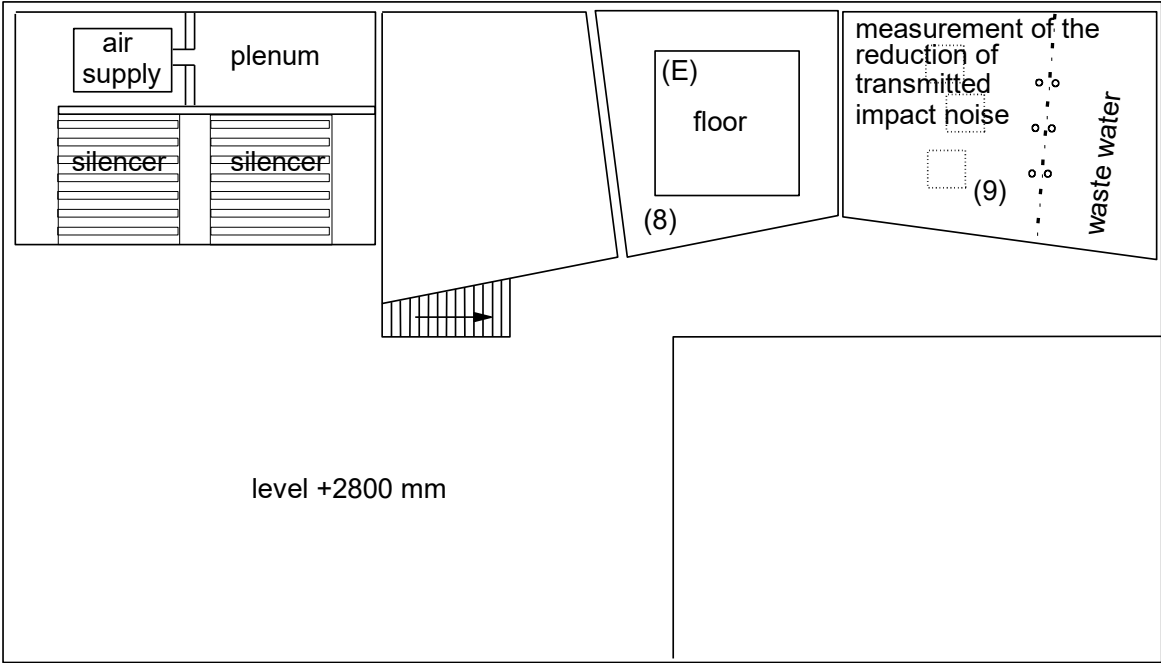 air
supply
plenum
silencer
silencer
(E)
floor
(8)
measurement of the
reduction of
transmitted
impact noise
(9)
waste water
level +2800 mm